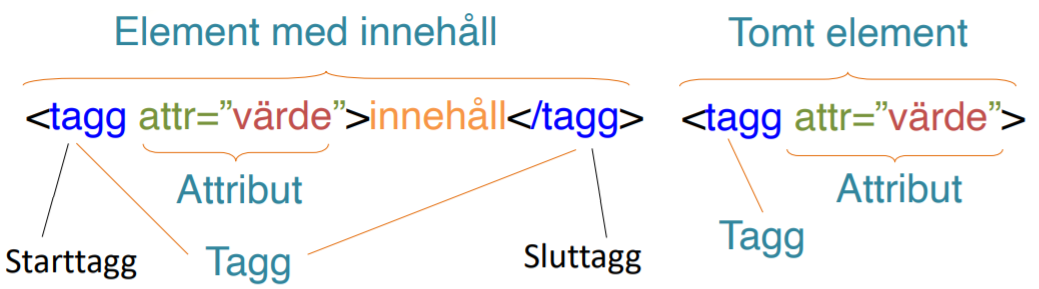 Element med innehåll
Tomt element
<tagg attr=”värde”>innehåll</tagg>
<tagg attr=”värde”>
Attribut
Attribut
Starttagg
Tagg
Sluttagg
Tagg